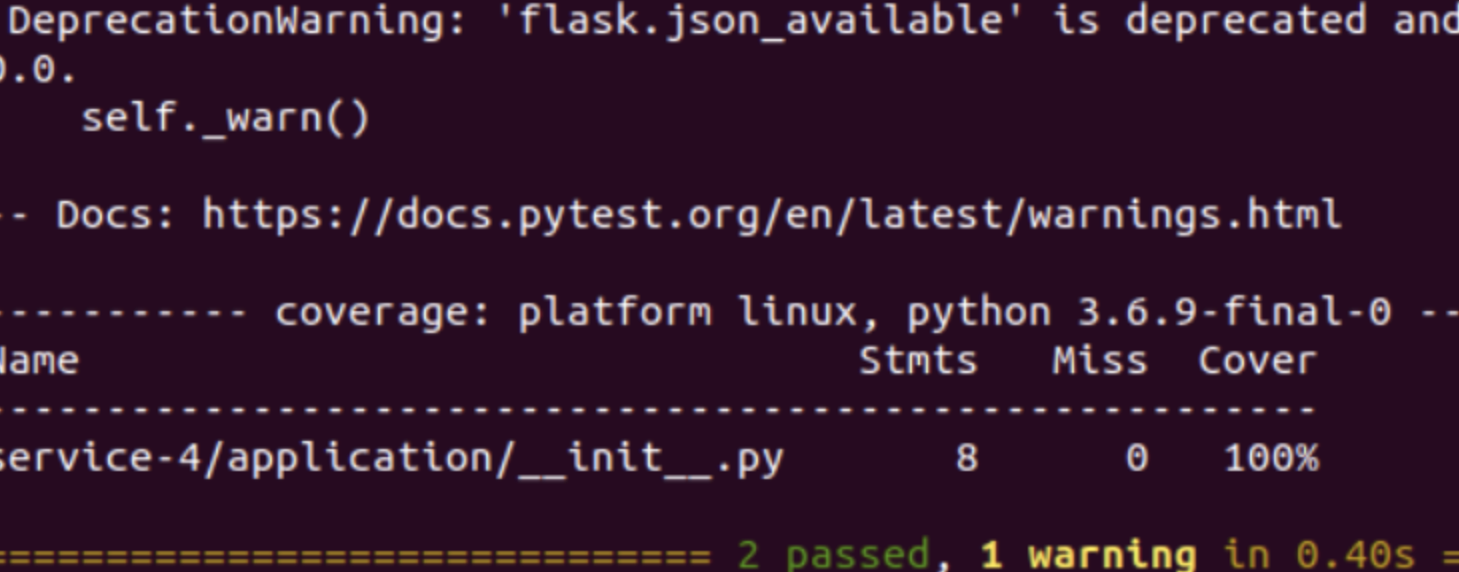 DeprecationWarning: 'flask.json_available' is deprecated and
0.0.
self._warn()
-- Docs: https://docs.pytest.org/en/latest/warnings.html
----------- coverage: platform linux, python 3.6.9-final-0 --
Name Stmts Miss Cover
------------------------------------------------------
service-4/application/__init__.py 8 0 100%
============================= 2 passed, 1 warning in 0.40s =